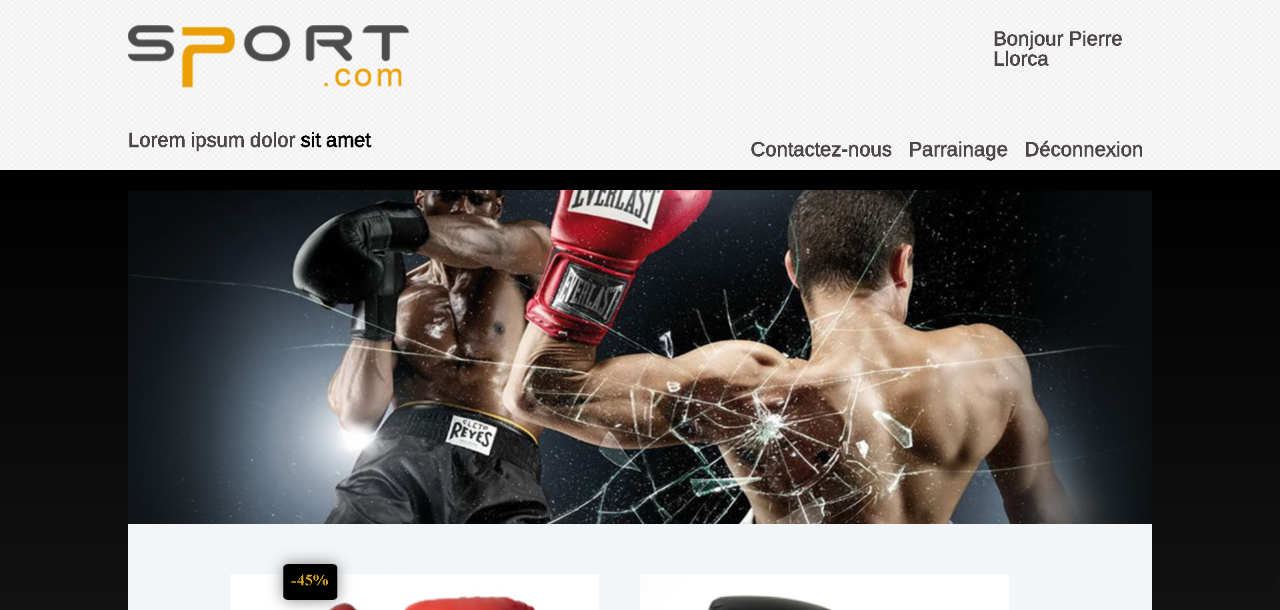 SPORT
.com
Bonjour Pierre
Llorca
Lorem ipsum dolor sit amet
Contactez-nous Parrainage Déconnexion
EVERLAST
EVERLAST
CLETO
REYES
-45%